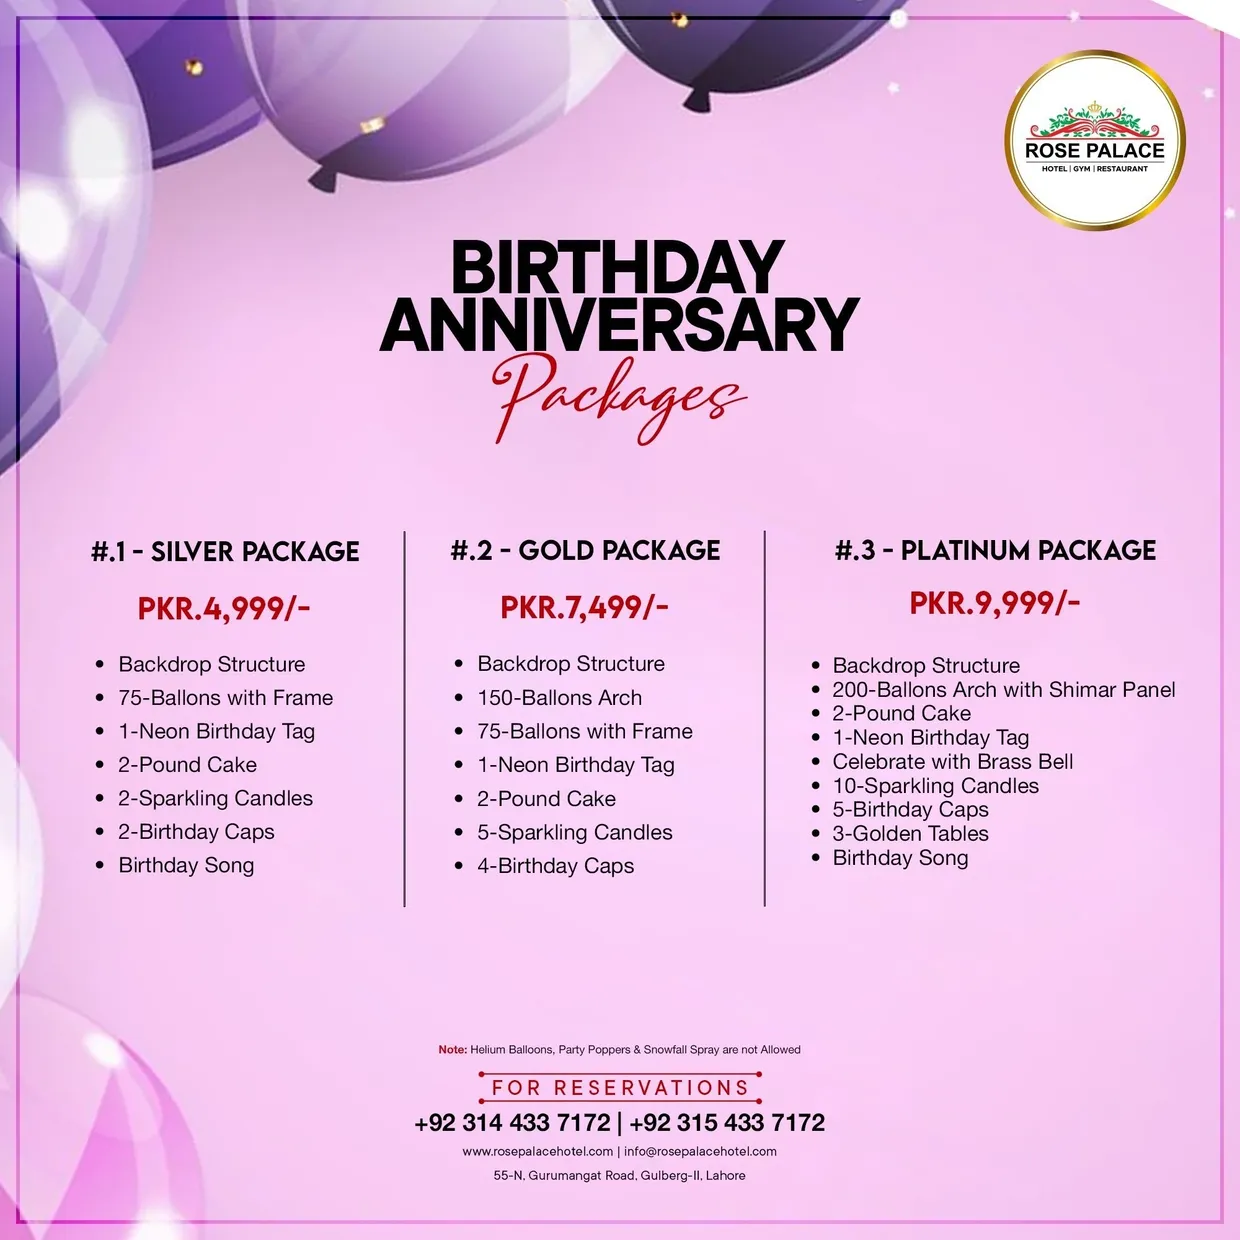 ROSE PALACE
HOTEL | GYM | RESTAURANT
BIRTHDAY
ANNIVERSARY
Packages
#.1 - SILVER PACKAGE
PKR.4,999/-
• Backdrop Structure
• 75-Ballons with Frame
• 1-Neon Birthday Tag
• 2-Pound Cake
• 2-Sparkling Candles
• 2-Birthday Caps
• Birthday Song
#.2 - GOLD PACKAGE
PKR.7,499/-
• Backdrop Structure
• 150-Ballons Arch
• 75-Ballons with Frame
• 1-Neon Birthday Tag
• 2-Pound Cake
• 5-Sparkling Candles
• 4-Birthday Caps
#.3 - PLATINUM PACKAGE
PKR.9,999/-
• Backdrop Structure
• 200-Ballons Arch with Shimar Panel
• 2-Pound Cake
• 1-Neon Birthday Tag
• Celebrate with Brass Bell
• 10-Sparkling Candles
• 5-Birthday Caps
• 3-Golden Tables
• Birthday Song
Note: Helium Balloons, Party Poppers & Snowfall Spray are not Allowed
FOR RESERVATIONS
+92 314 433 7172 | +92 315 433 7172
www.rosepalacehotel.com | info@rosepalacehotel.com
55-N, Gurumangat Road, Gulberg-II, Lahore